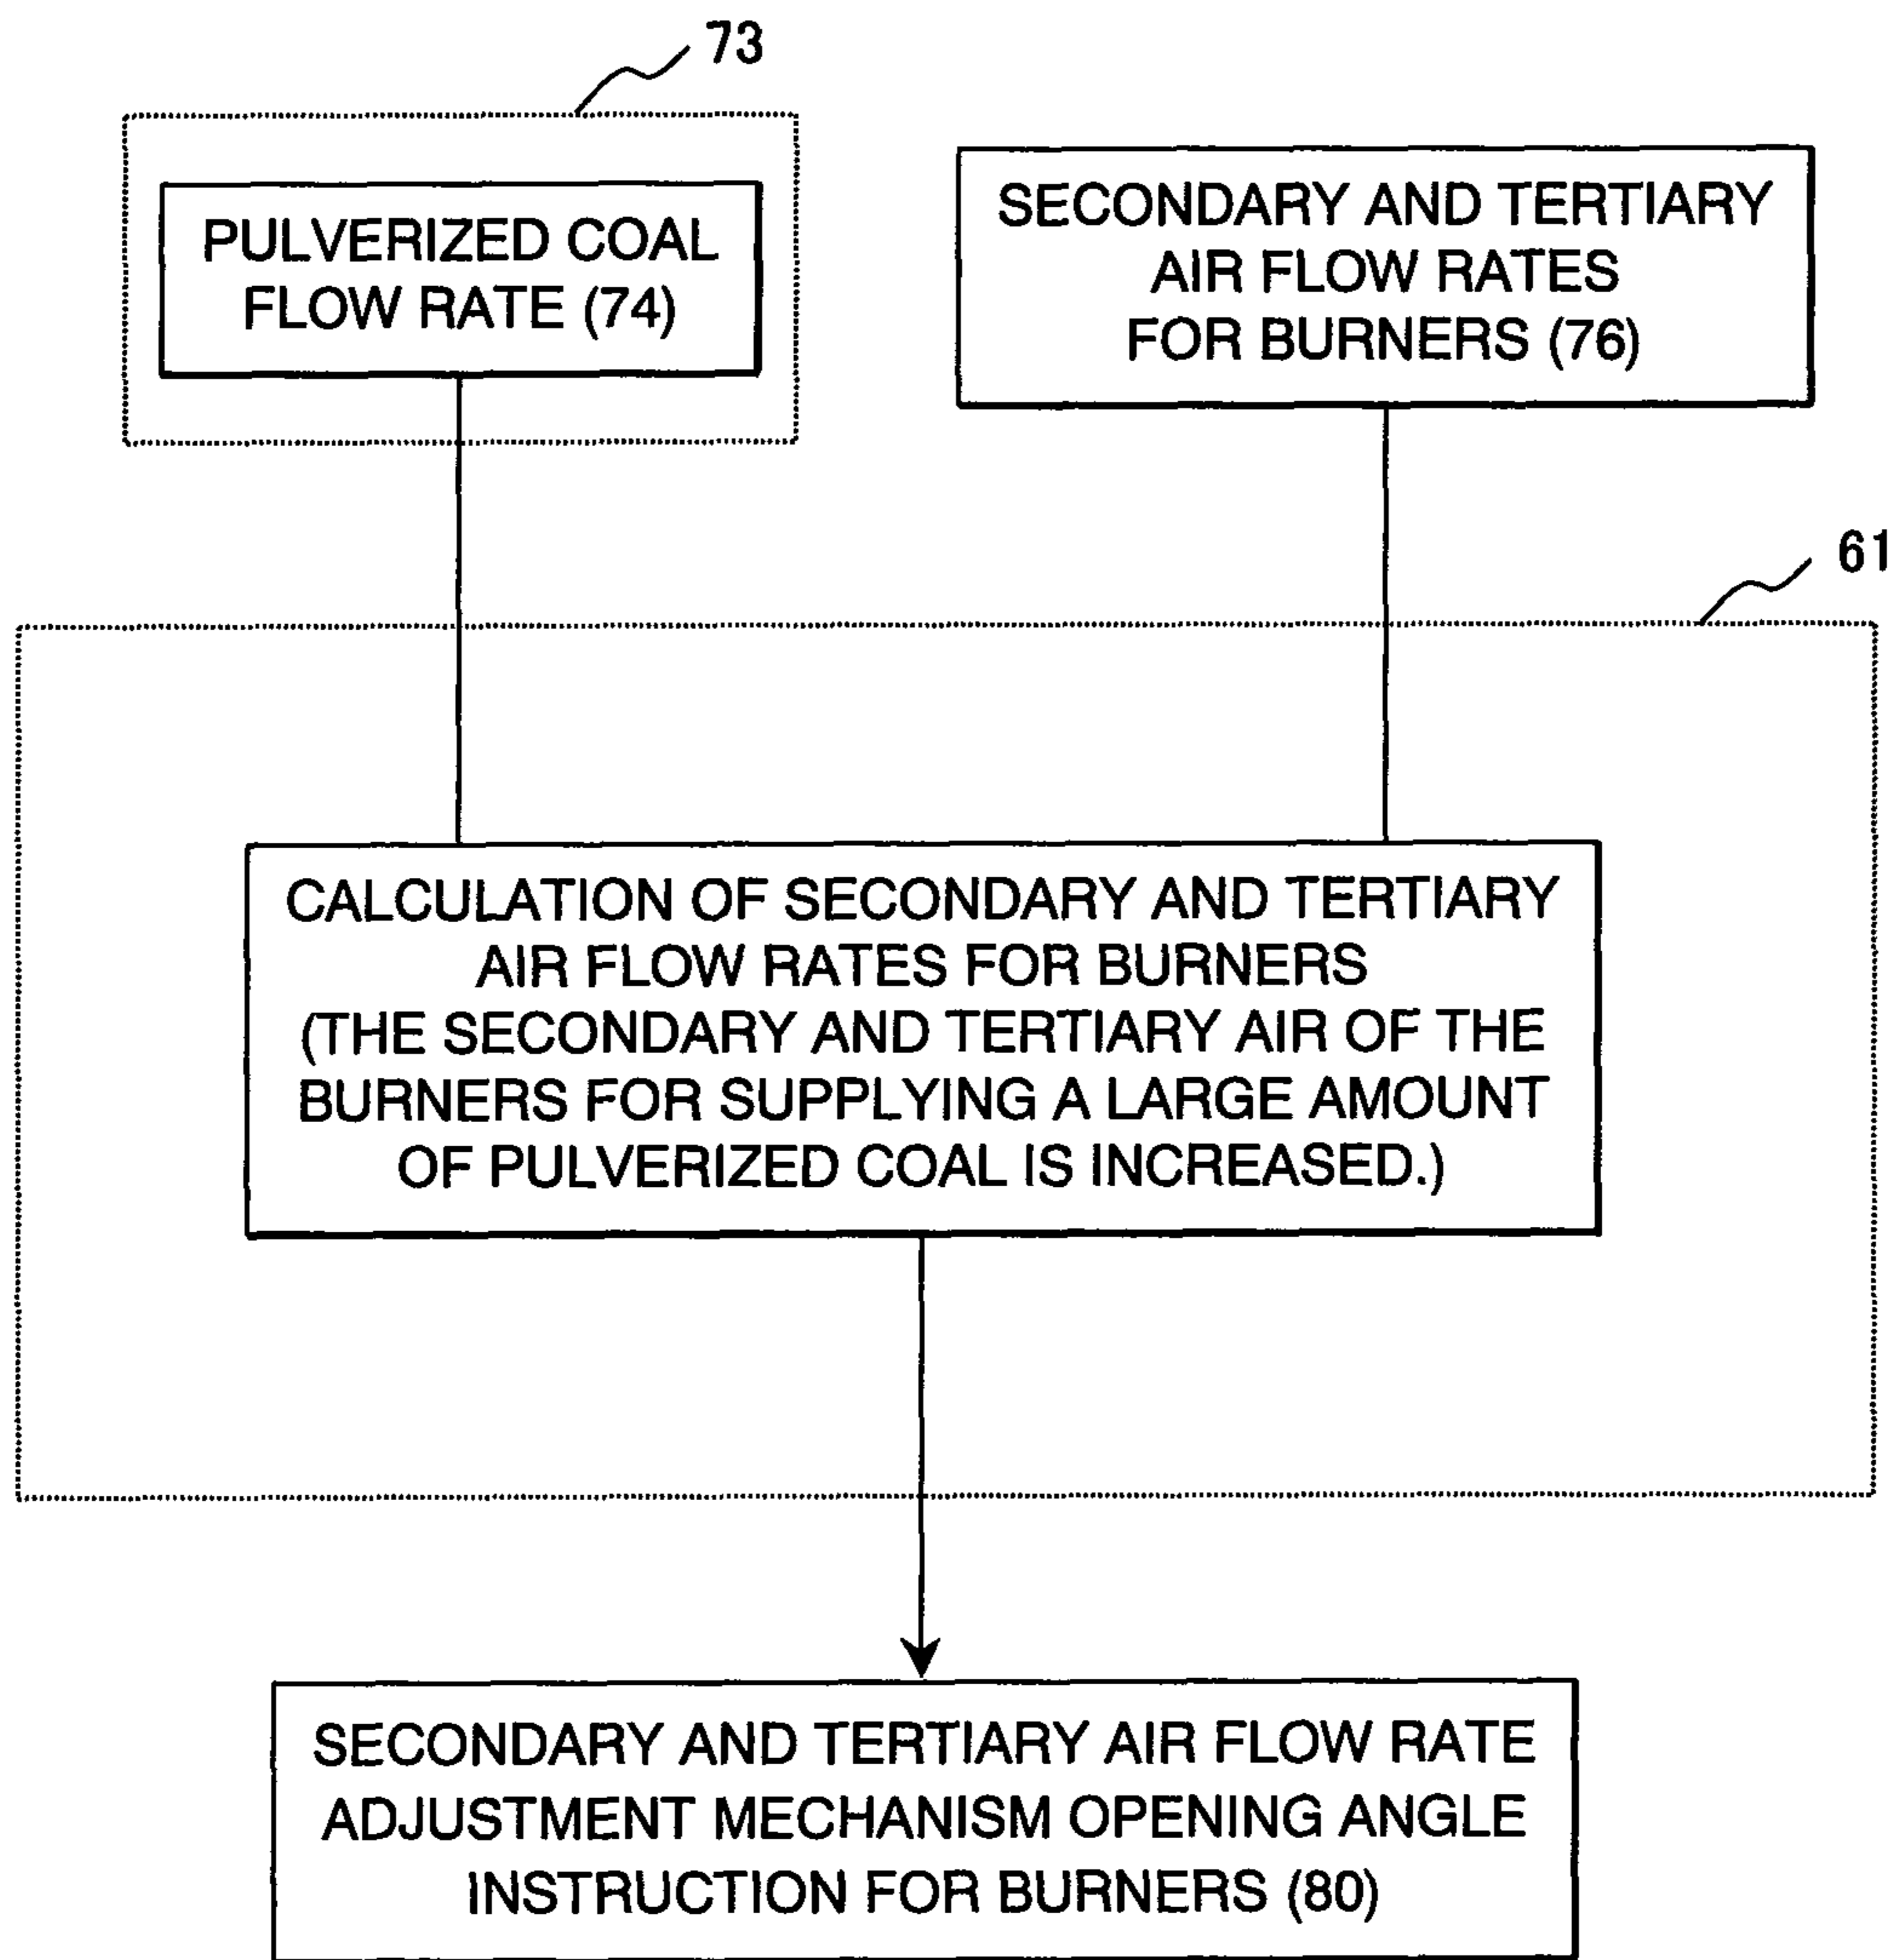 73
PULVERIZED COAL
FLOW RATE (74)
SECONDARY AND TERTIARY
AIR FLOW RATES
FOR BURNERS (76)
61
CALCULATION OF SECONDARY AND TERTIARY
AIR FLOW RATES FOR BURNERS
(THE SECONDARY AND TERTIARY AIR OF THE
BURNERS FOR SUPPLYING A LARGE AMOUNT
OF PULVERIZED COAL IS INCREASED.)
SECONDARY AND TERTIARY AIR FLOW RATE
ADJUSTMENT MECHANISM OPENING ANGLE
INSTRUCTION FOR BURNERS (80)